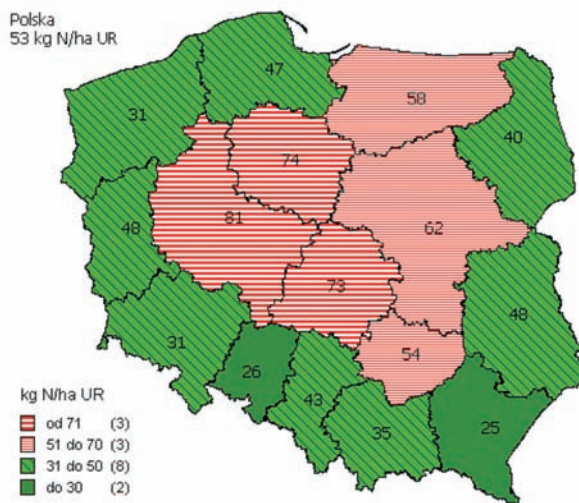 Polska
53 kg N/ha UR
47
58
31
40
74
81
62
48
73
48
31
54
26
43
35
25
kg N/ha UR
od 71 (3)
51 do 70 (3)
31 do 50 (8)
do 30 (2)